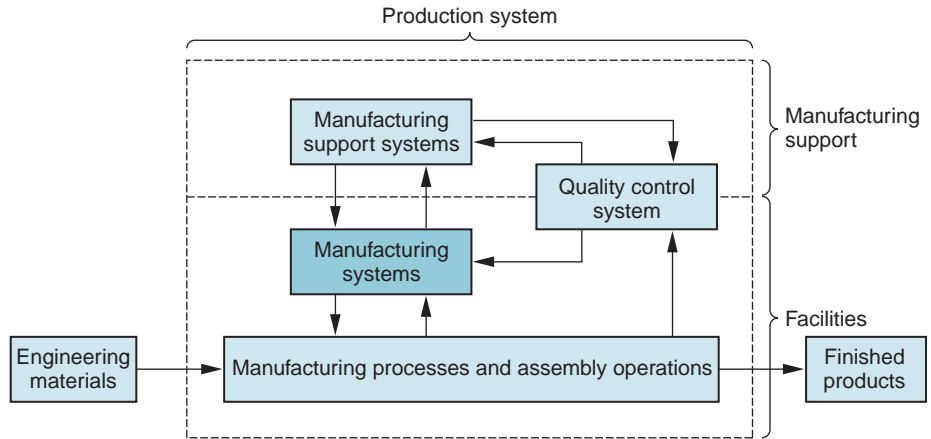 Production system
Manufacturing
support systems
Manufacturing
support
Quality control
system
Manufacturing
systems
Facilities
Engineering
materials
Manufacturing processes and assembly operations
Finished
products